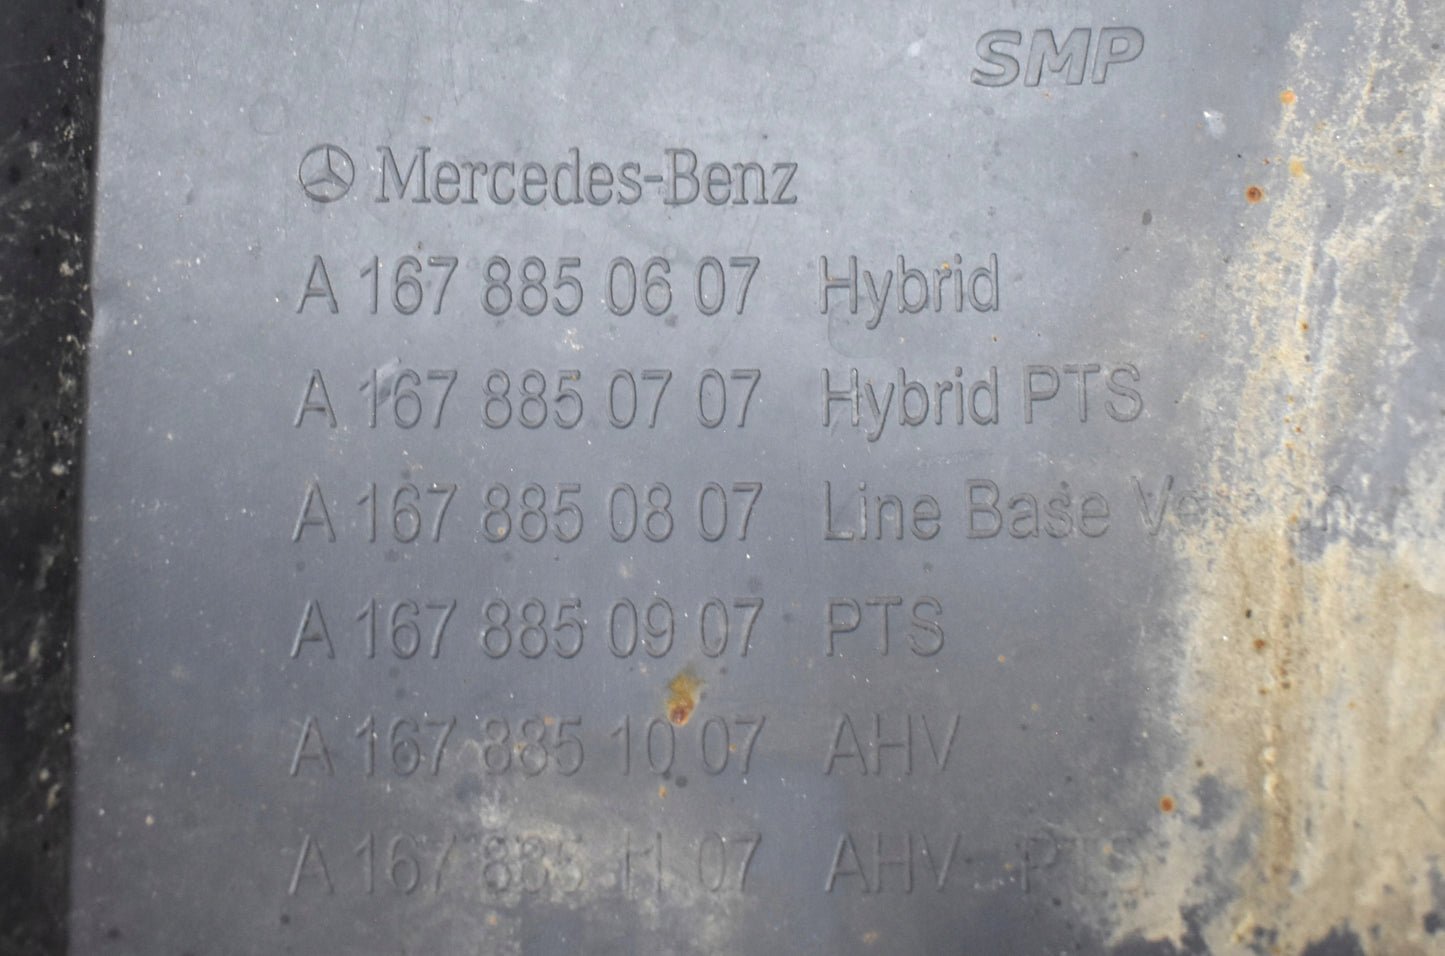 SMP
Mercedes-Benz
A 167 885 06 07 Hybrid
A 167 885 07 07 Hybrid PTS
A 167 885 08 07 Line Base
A 167 885 09 07 PTS
A 167 885 10 07 AHV
A 167 885 11 07 AHV PTS